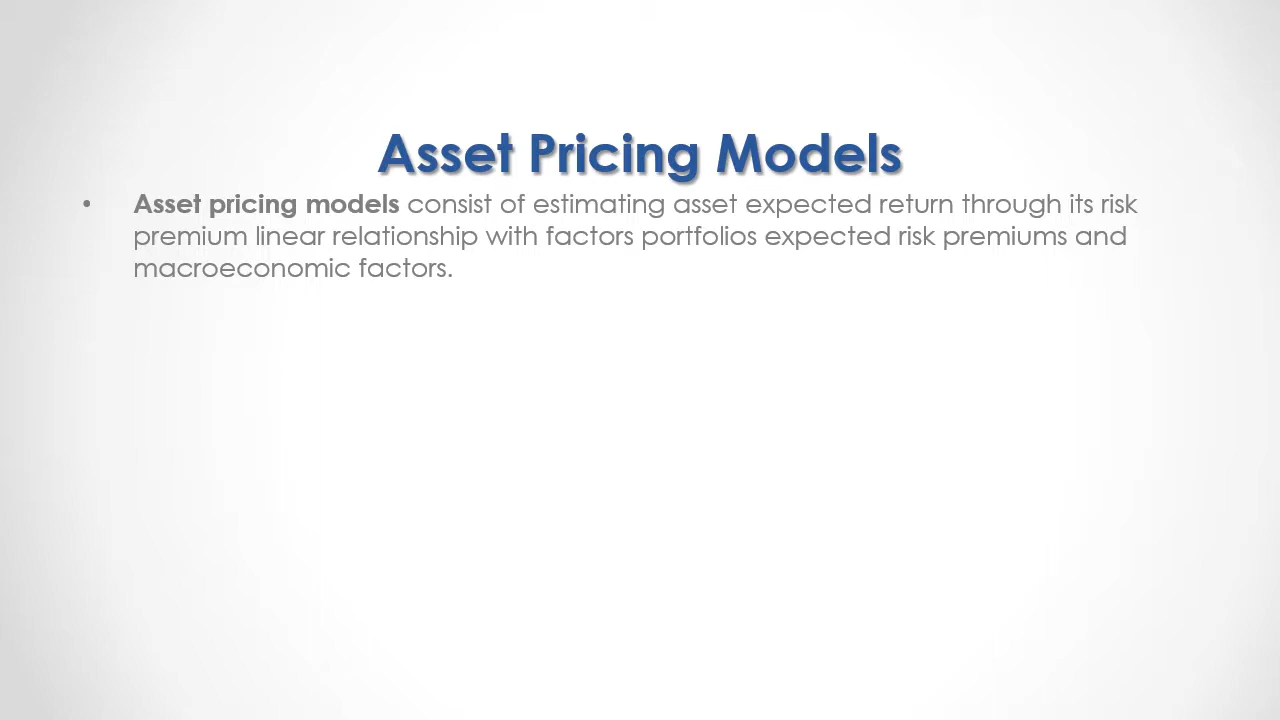 Asset Pricing Models
• Asset pricing models consist of estimating asset expected return through its risk
premium linear relationship with factors portfolios expected risk premiums and
macroeconomic factors.